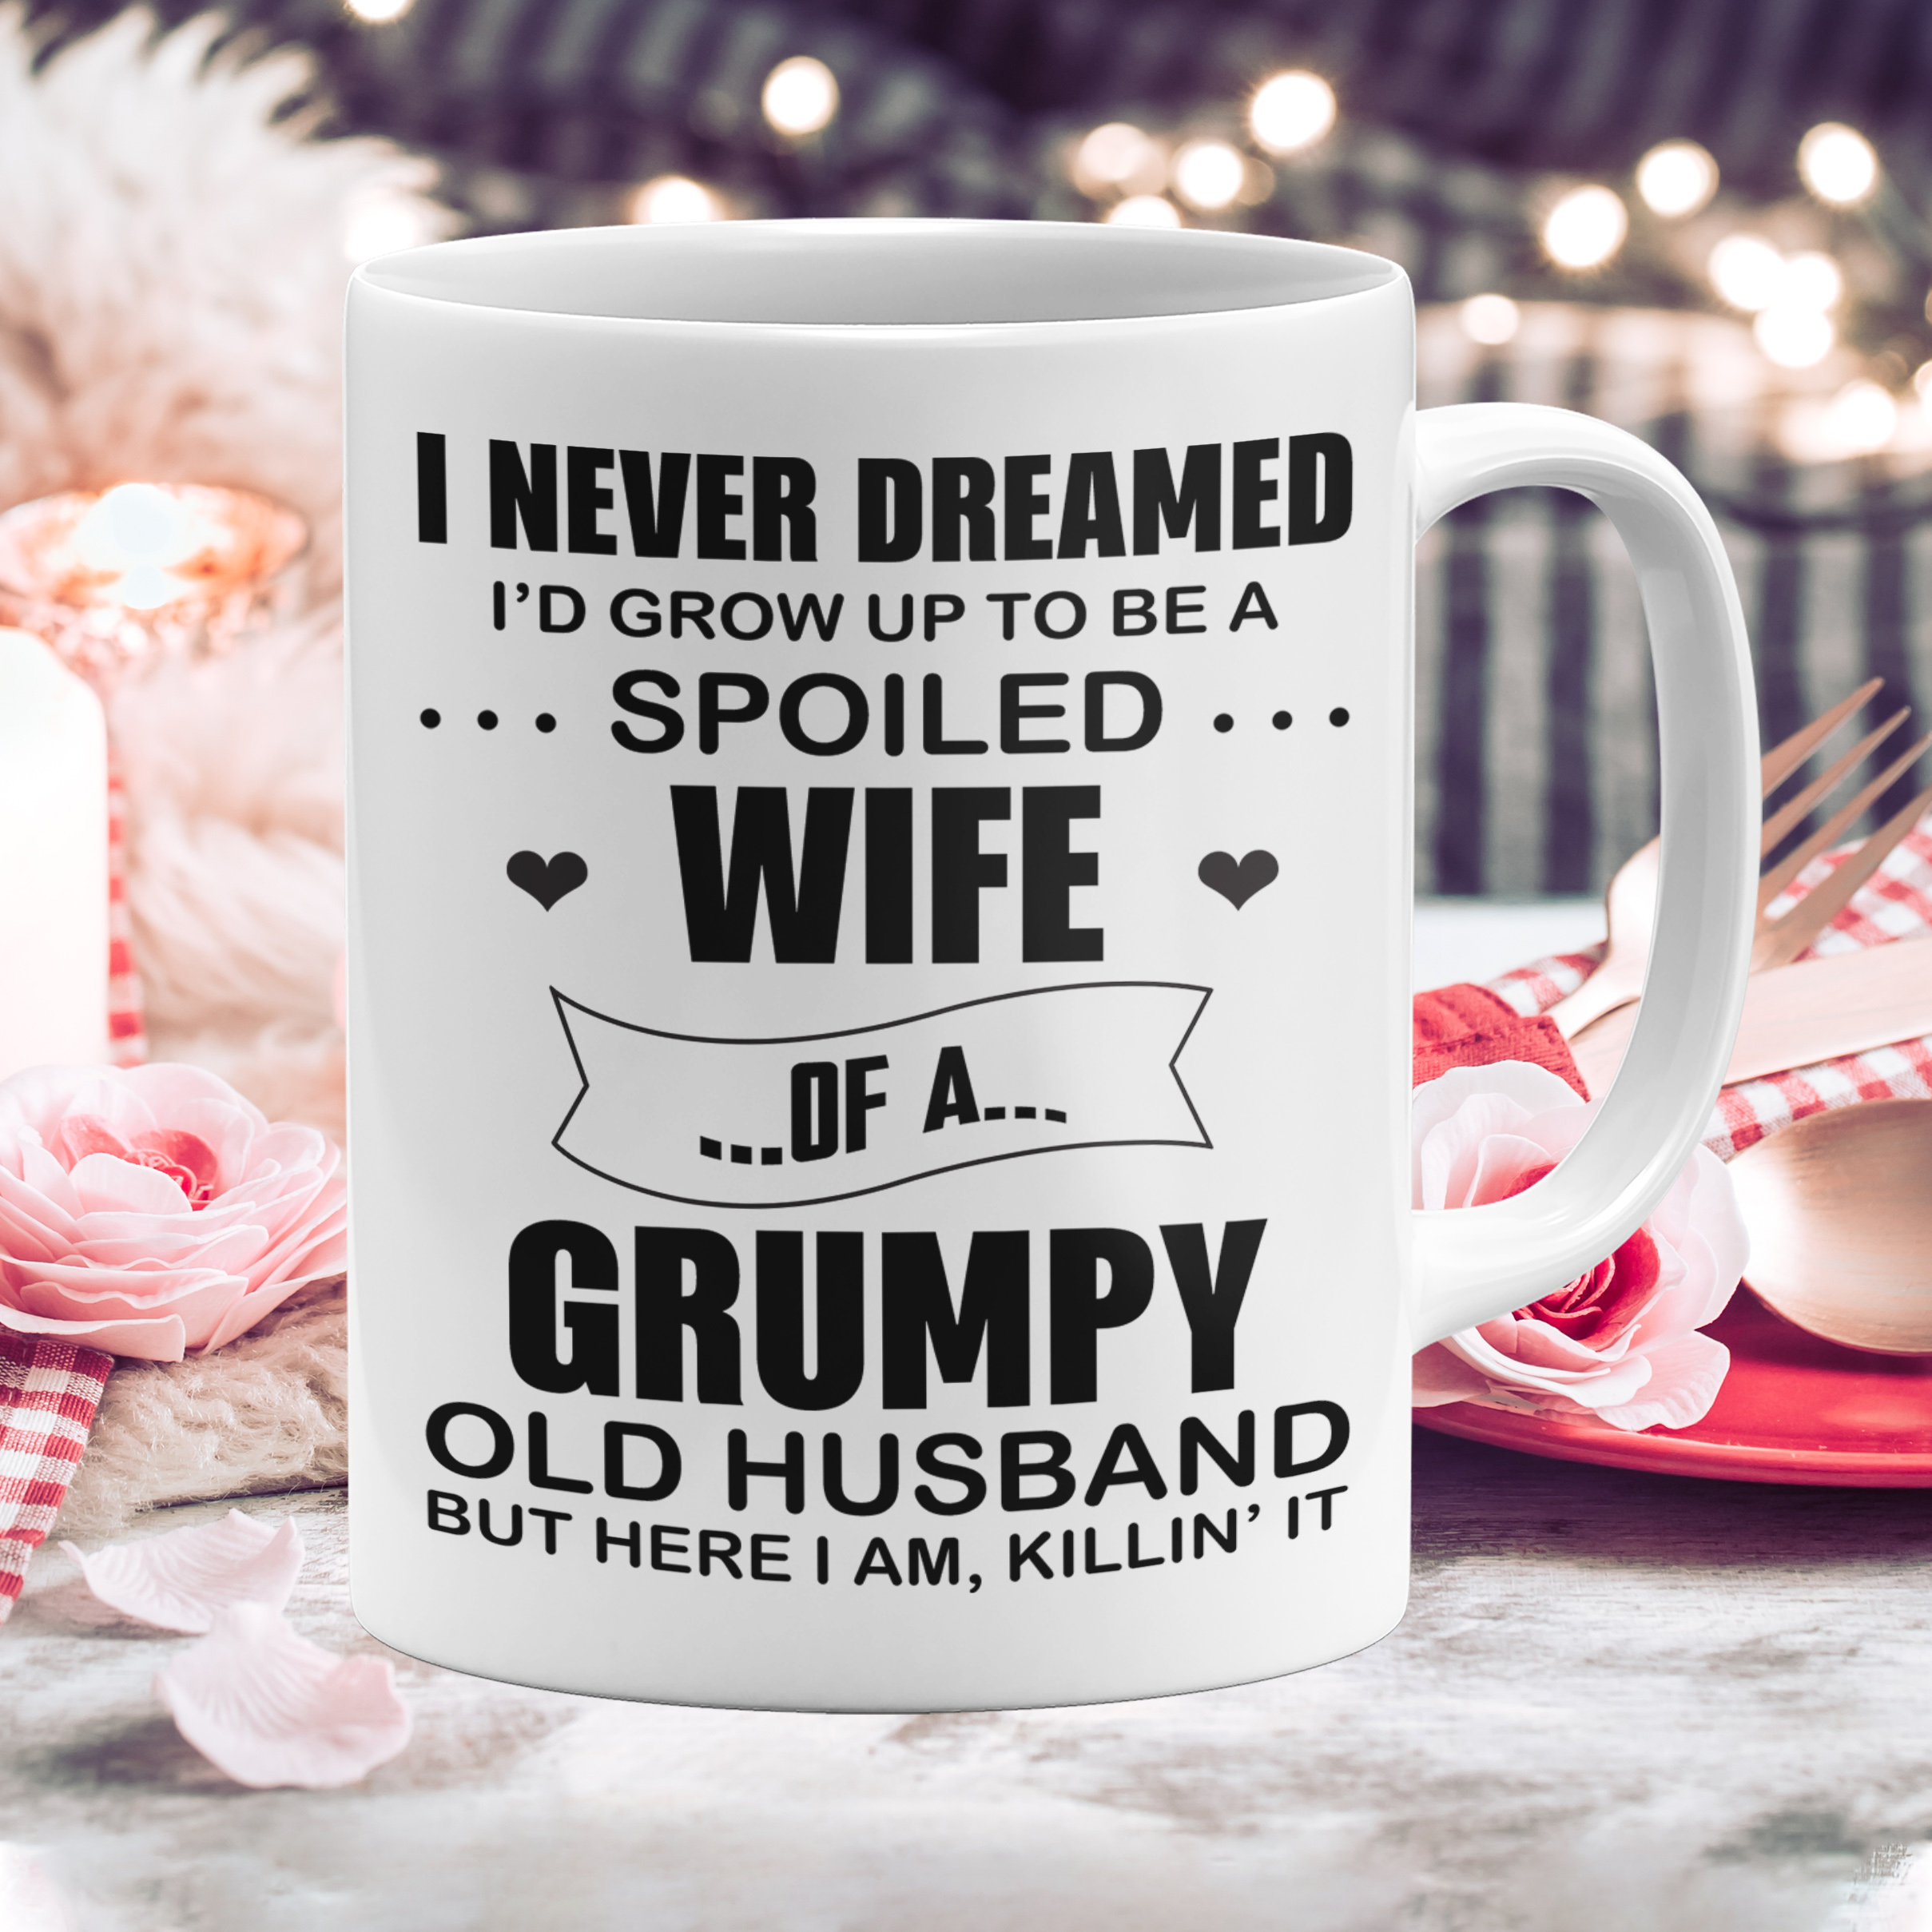 I NEVER DREAMED
I'D GROW UP TO BE A
... SPOILED ...
WIFE
...OF A...
GRUMPY
OLD HUSBAND
BUT HERE I AM, KILLIN' IT